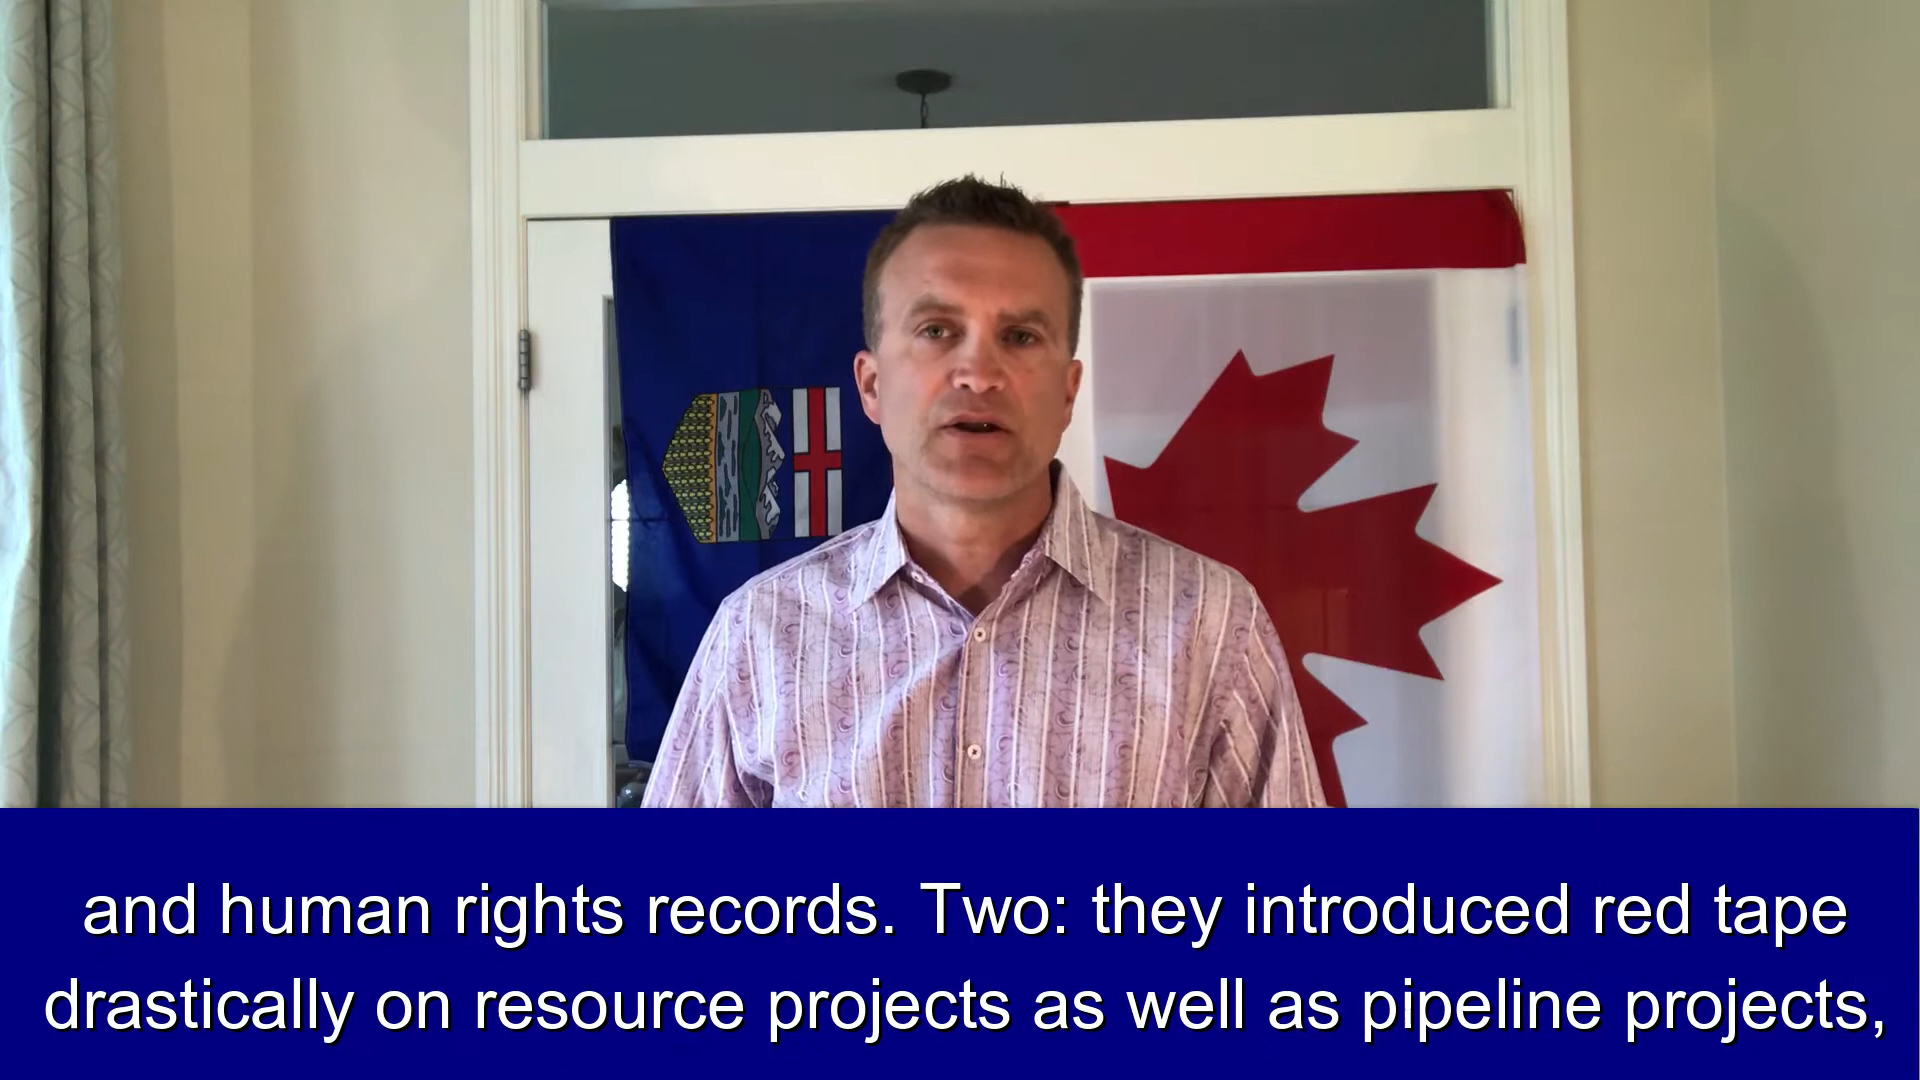 and human rights records. Two: they introduced red tape
drastically on resource projects as well as pipeline projects,